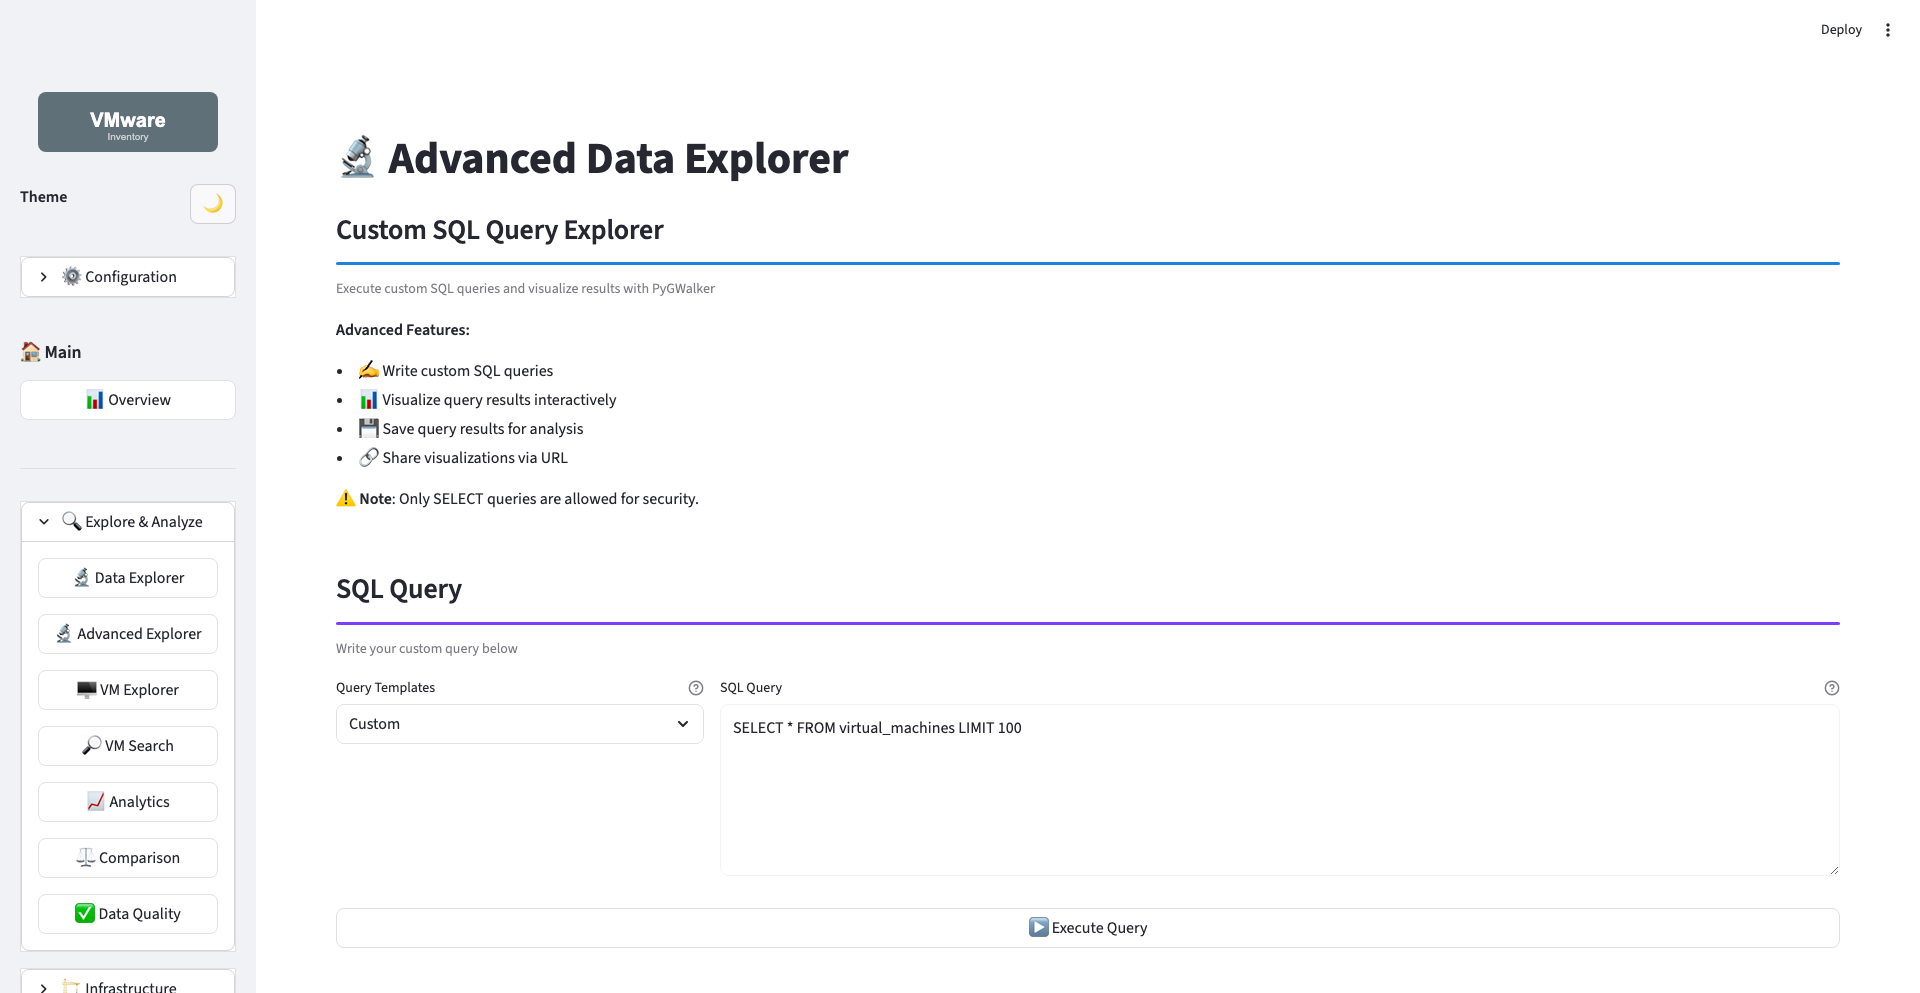 Deploy
VMware
Inventory
Theme
Configuration
Main
Overview
Explore & Analyze
Data Explorer
Advanced Explorer
VM Explorer
VM Search
Analytics
Comparison
Data Quality
Infrastructure
Advanced Data Explorer
Custom SQL Query Explorer
Execute custom SQL queries and visualize results with PyGWalker
Advanced Features:
Write custom SQL queries
Visualize query results interactively
Save query results for analysis
Share visualizations via URL
Note: Only SELECT queries are allowed for security.
SQL Query
Write your custom query below
Query Templates
Custom
SQL Query
SELECT * FROM virtual_machines LIMIT 100
Execute Query